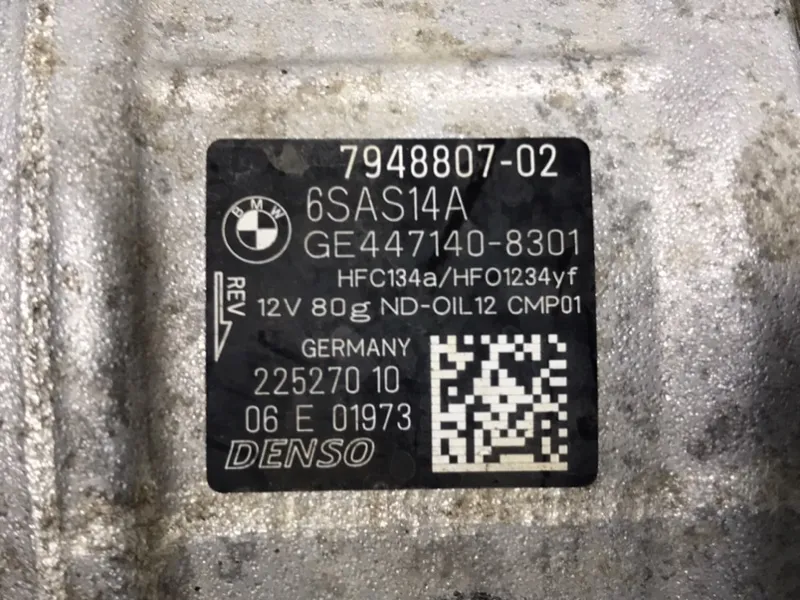 7948807-02
BMW
6SAS14A
GE447140-8301
HFC134a/HFO1234yf
REV
12V 80g ND-OIL12 CMP01
GERMANY
225270 10
06 E 01973
DENSO